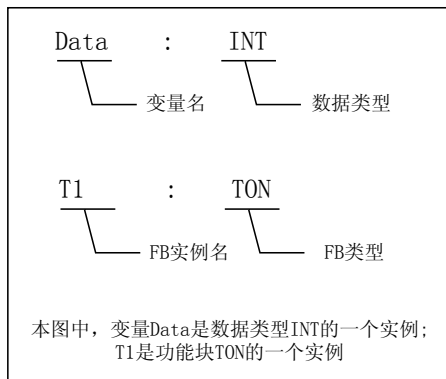 Data : INT
变量名 数据类型
T1 : TON
FB实例名 FB类型
本图中，变量Data是数据类型INT的一个实例;
T1是功能块TON的一个实例